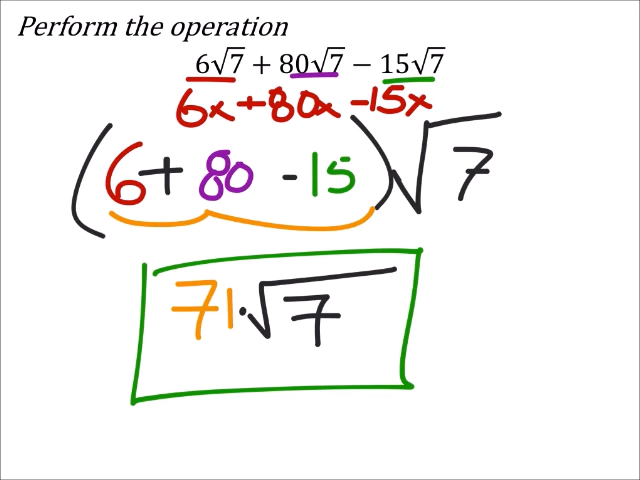 Perform the operation
6√7 + 80√7 − 15√7
6x+80x-15x
(6+80-15)√7
71·√7